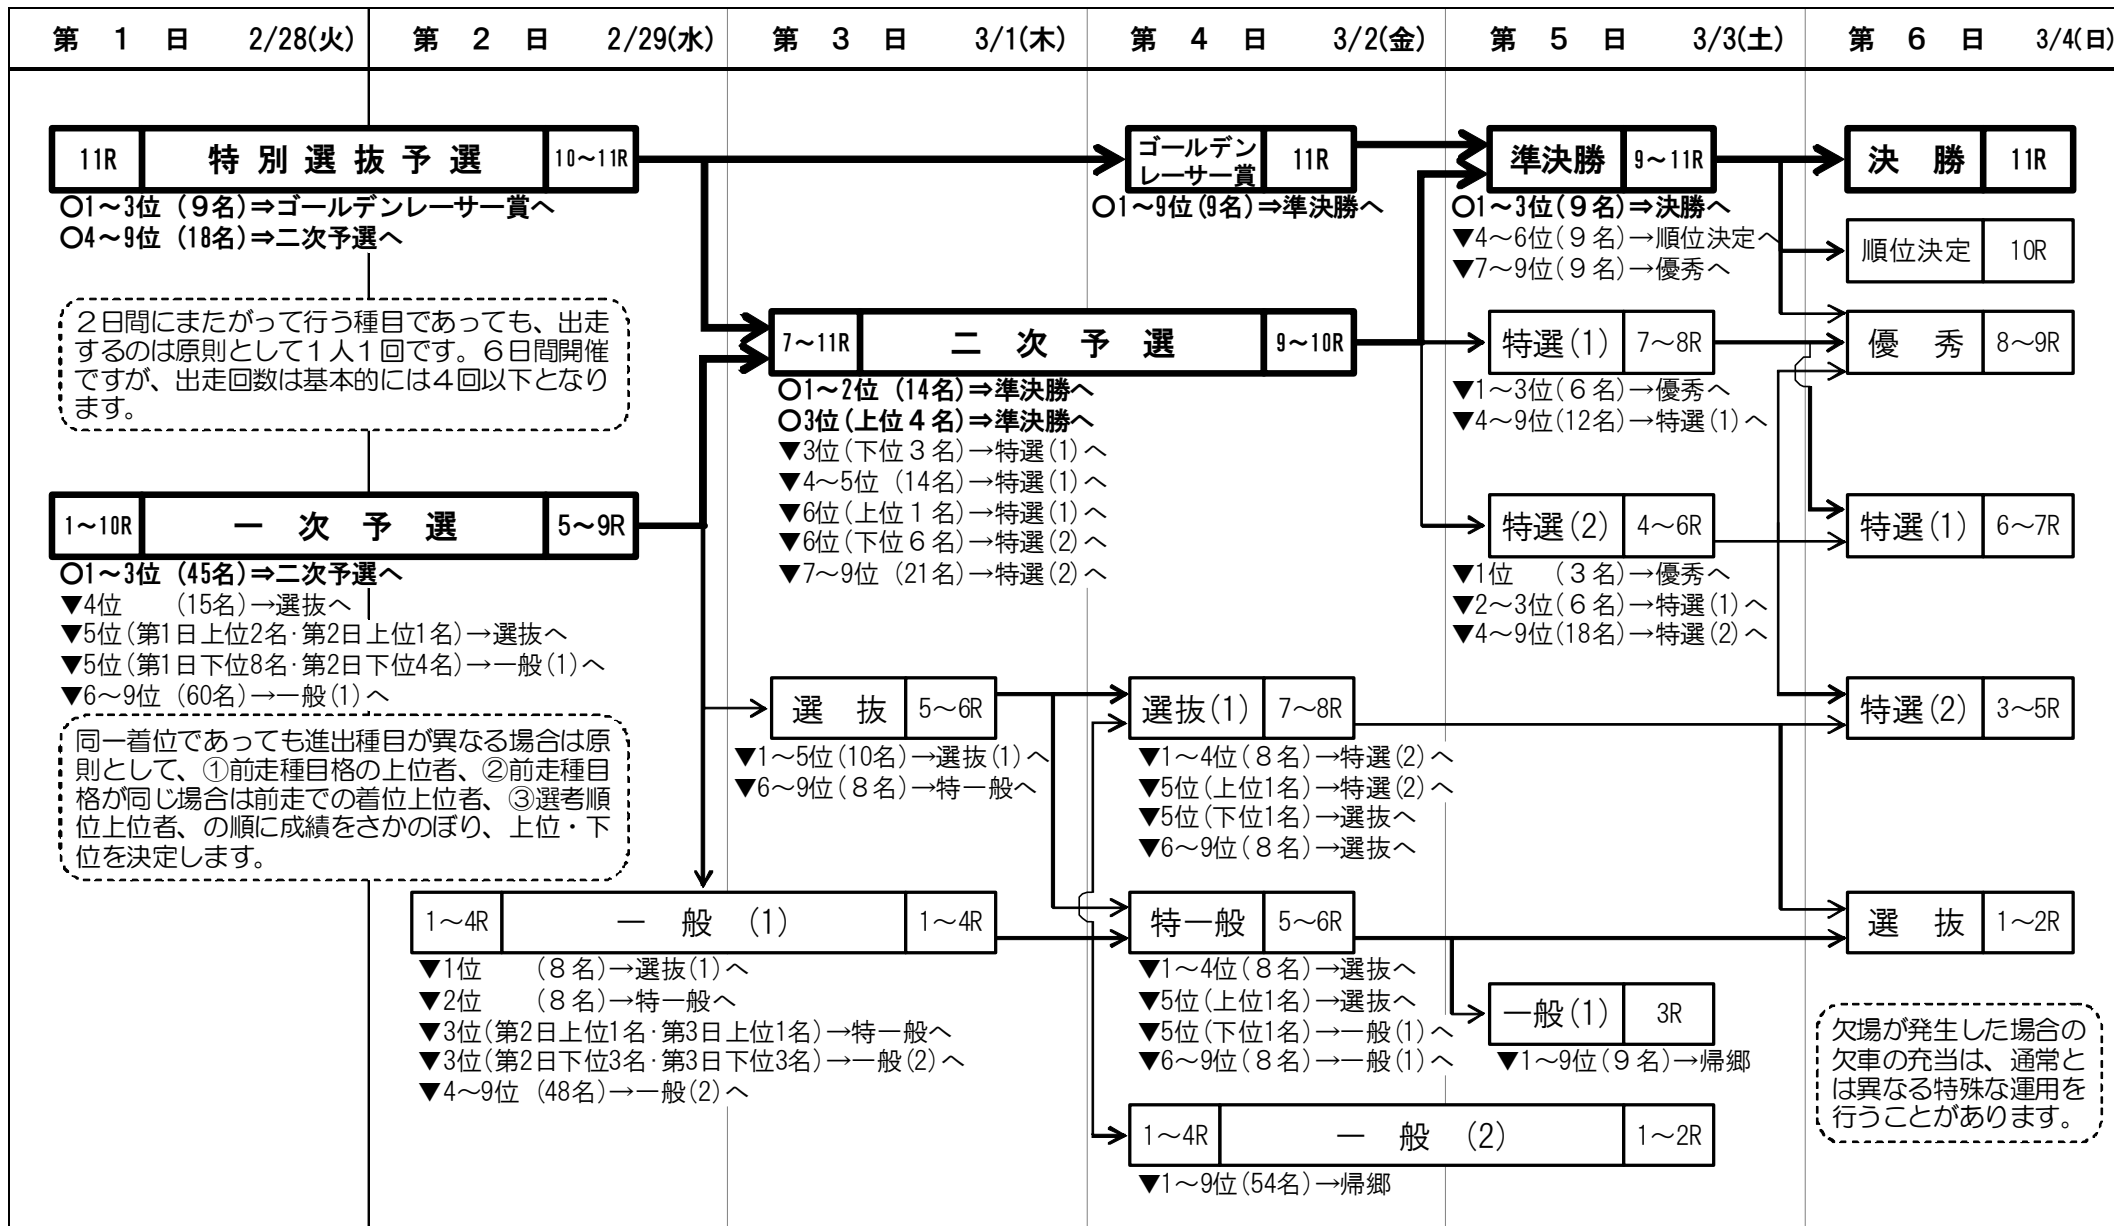 第 1 日 2/28(火)
第 2 日 2/29(水)
第 3 日 3/1(木)
第 4 日 3/2(金)
第 5 日 3/3(土)
第 6 日 3/4(日)
11R 特別選抜予選 10～11R
○1～3位 (9名)⇒ゴールデンレーサー賞へ
○4～9位 (18名)⇒二次予選へ
2日間にまたがって行う種目であっても、出走
するのは原則として1人1回です。6日間開催
ですが、出走回数は基本的には4回以下となり
ます。
1～10R 一次予選 5～9R
○1～3位 (45名)⇒二次予選へ
▼4位 (15名)→選抜へ
▼5位(第1日上位2名･第2日上位1名)→選抜へ
▼5位(第1日下位8名･第2日下位4名)→一般(1)へ
▼6～9位 (60名)→一般(1)へ
同一着位であっても進出種目が異なる場合は原
則として、①前走種目格の上位者、②前走種目
格が同じ場合は前走での着位上位者、③選考順
位上位者、の順に成績をさかのぼり、上位・下
位を決定します。
1～4R 一般 (1) 1～4R
▼1位 (8名)→選抜(1)へ
▼2位 (8名)→特一般へ
▼3位(第2日上位1名･第3日上位1名)→特一般へ
▼3位(第2日下位3名･第3日下位3名)→一般(2)へ
▼4～9位 (48名)→一般(2)へ
7～11R 二次予選 9～10R
○1～2位 (14名)⇒準決勝へ
○3位(上位4名)⇒準決勝へ
▼3位(下位3名)→特選(1)へ
▼4～5位 (14名)→特選(1)へ
▼6位(上位1名)→特選(1)へ
▼6位(下位6名)→特選(2)へ
▼7～9位 (21名)→特選(2)へ
選抜 5～6R
▼1～5位(10名)→選抜(1)へ
▼6～9位(8名)→特一般へ
ゴールデン
レーサー賞
11R
○1～9位(9名)⇒準決勝へ
選抜(1) 7～8R
▼1～4位(8名)→特選(2)へ
▼5位(上位1名)→特選(2)へ
▼5位(下位1名)→選抜へ
▼6～9位(8名)→選抜へ
特一般 5～6R
▼1～4位(8名)→選抜へ
▼5位(上位1名)→選抜へ
▼5位(下位1名)→一般(1)へ
▼6～9位(8名)→一般(1)へ
1～4R 一般 (2) 1～2R
▼1～9位(54名)→帰郷
準決勝 9～11R
○1～3位(9名)⇒決勝へ
▼4～6位(9名)→順位決定へ
▼7～9位(9名)→優秀へ
特選(1) 7～8R
▼1～3位(6名)→優秀へ
▼4～9位(12名)→特選(1)へ
特選(2) 4～6R
▼1位 (3名)→優秀へ
▼2～3位(6名)→特選(1)へ
▼4～9位(18名)→特選(2)へ
一般(1) 3R
▼1～9位(9名)→帰郷
決勝 11R
順位決定 10R
優秀 8～9R
特選(1) 6～7R
特選(2) 3～5R
選抜 1～2R
欠場が発生した場合の
欠車の充当は、通常と
は異なる特殊な運用を
行うことがあります。